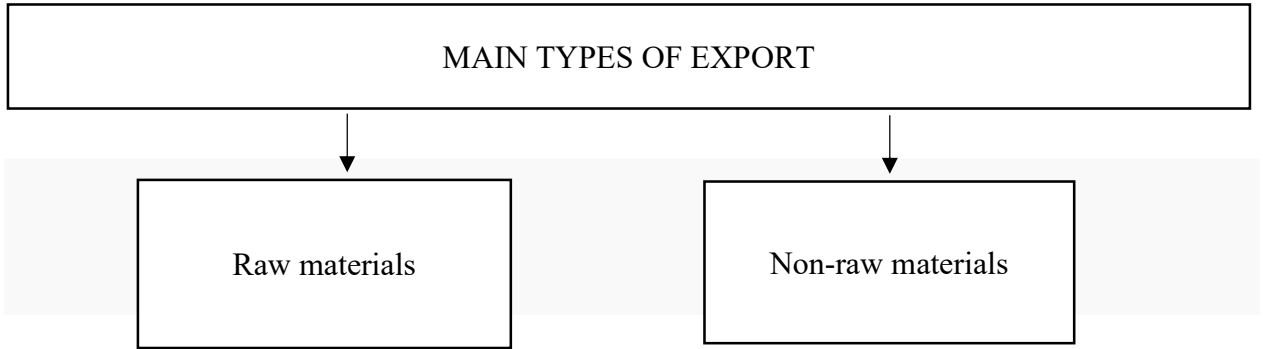 MAIN TYPES OF EXPORT
Raw materials
Non-raw materials